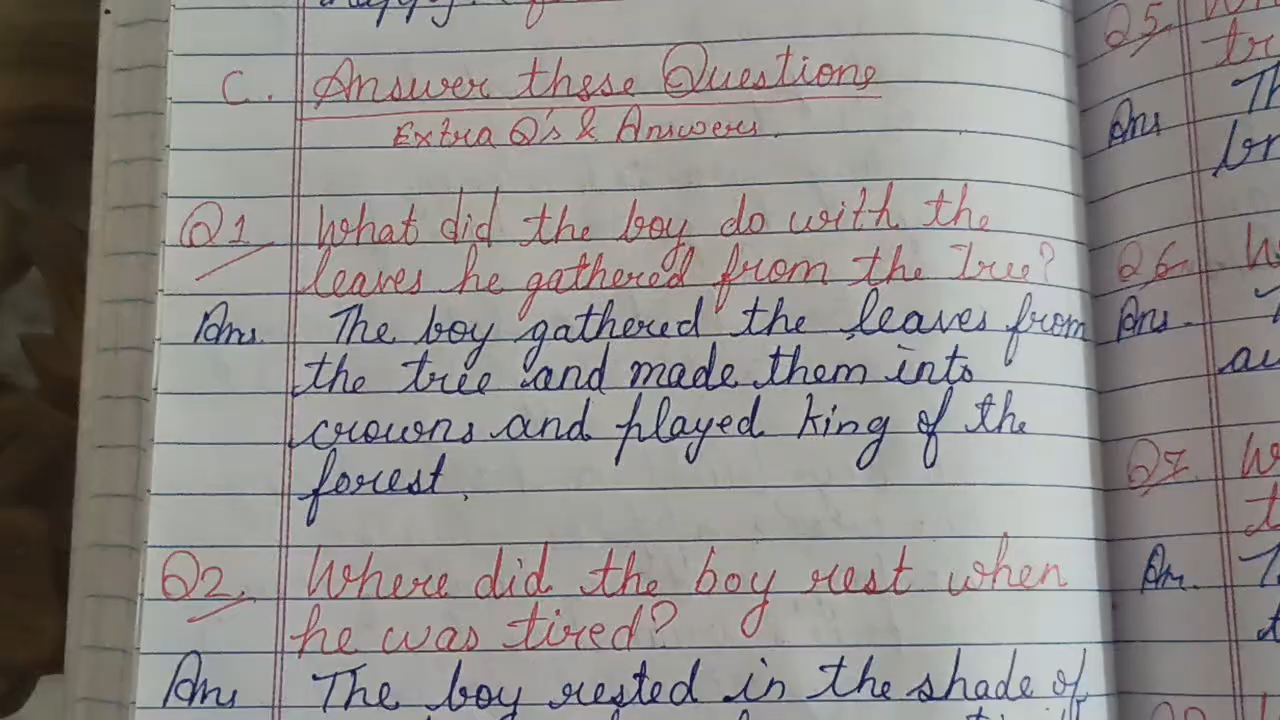 C. Answer these Questions
Extra Q's & Answers.
Q1 What did the boy do with the
leaves he gathered from the Tree?
Ans. The boy gathered the leaves from
the tree and made them into
crowns and played king of the
forest.
Q2. Where did the boy rest when
he was tired?
Ans The boy rested in the shade of
Q5.
Ans
Q6.
Ans.
Q7.
An.